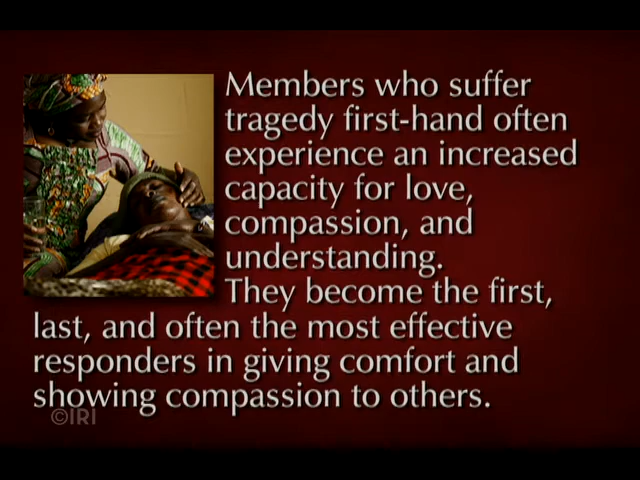 Members who suffer
tragedy first-hand often
experience an increased
capacity for love,
compassion, and
understanding.
They become the first,
last, and often the most effective
responders in giving comfort and
showing compassion to others.
©IRI